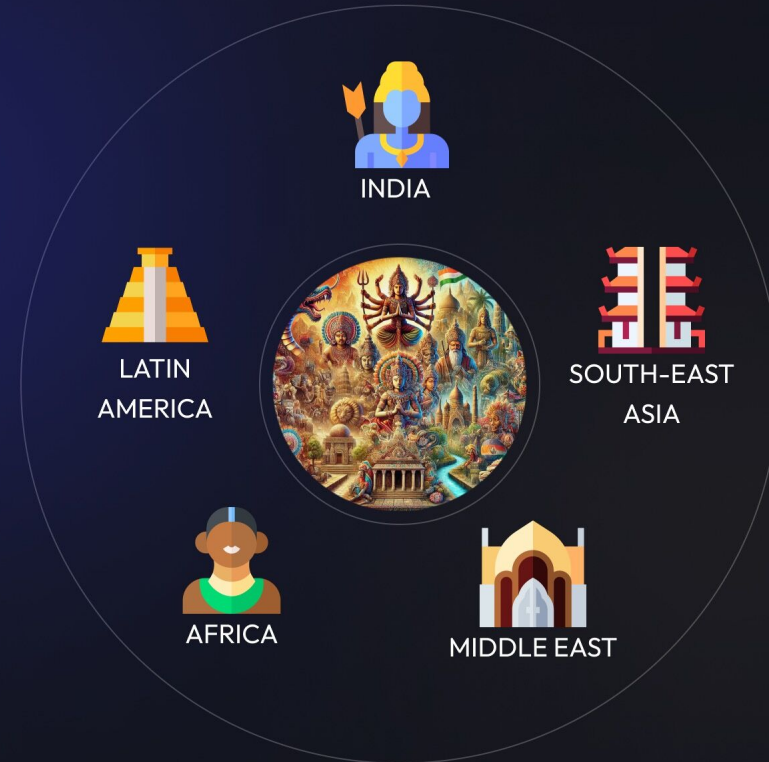 INDIA
LATIN
AMERICA
SOUTH-EAST
ASIA
AFRICA
MIDDLE EAST